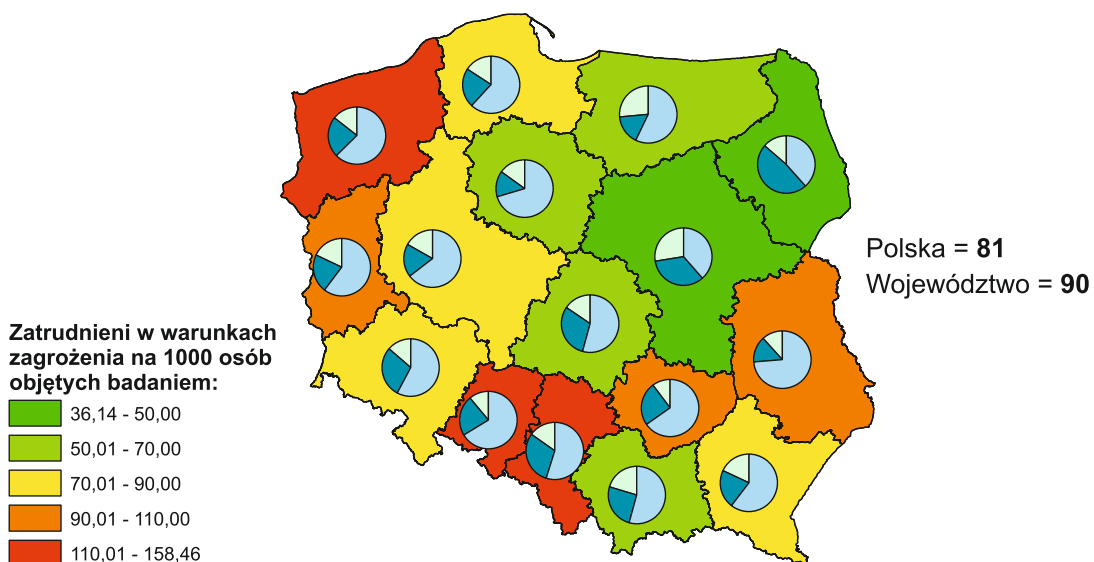 Polska = 81
Województwo = 90
Zatrudnieni w warunkach
zagrożenia na 1000 osób
objętych badaniem:
36,14 - 50,00
50,01 - 70,00
70,01 - 90,00
90,01 - 110,00
110,01 - 158,46